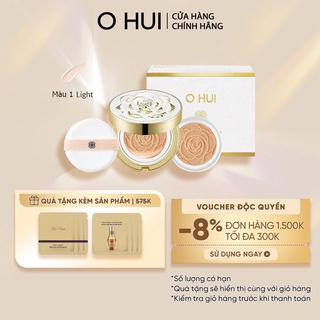 O HUI
CỬA HÀNG
CHÍNH HÃNG
Màu 1 Light
O HUI
QUÀ TẶNG KÈM SẢN PHẨM | 575K
VOUCHER ĐỘC QUYỀN
-8%
ĐƠN HÀNG 1.500K
TỐI ĐA 300K
SỬ DỤNG NGAY >
*Số lượng có hạn
*Quà tặng sẽ hiển thị cùng với giỏ hàng
*Kiểm tra giỏ hàng trước khi thanh toán